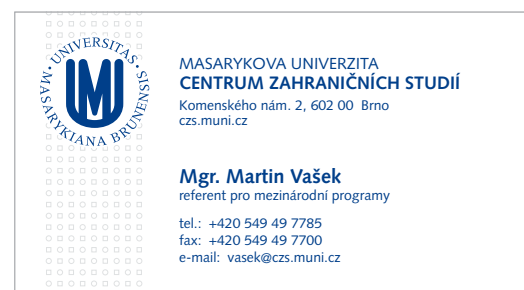 UNIVERSITAS MASARYKIANA BRUNENSIS
MU
MASARYKOVA UNIVERZITA
CENTRUM ZAHRANIČNÍCH STUDIÍ
Komenského nám. 2, 602 00 Brno
czs.muni.cz
Mgr. Martin Vašek
referent pro mezinárodní programy
tel.: +420 549 49 7785
fax: +420 549 49 7700
e-mail: vasek@czs.muni.cz